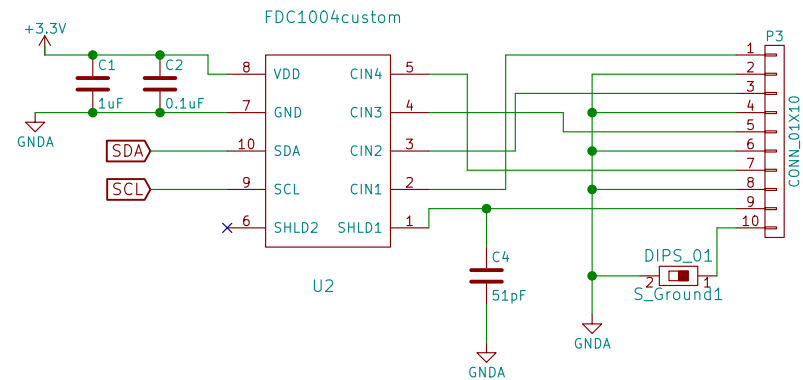 FDC1004custom
+3.3V
P3
C1
C2
1uF
0.1uF
GNDA
8 VDD
7 GND
10 SDA
9 SCL
6 SHLD2
CIN4 5
CIN3 4
CIN2 3
CIN1 2
SHLD1 1
SDA
SCL
U2
C4
51pF
GNDA
1
2
3
4
5
6
7
8
9
10
CONN_01X10
DIPS_01
2 1
S_Ground1
GNDA